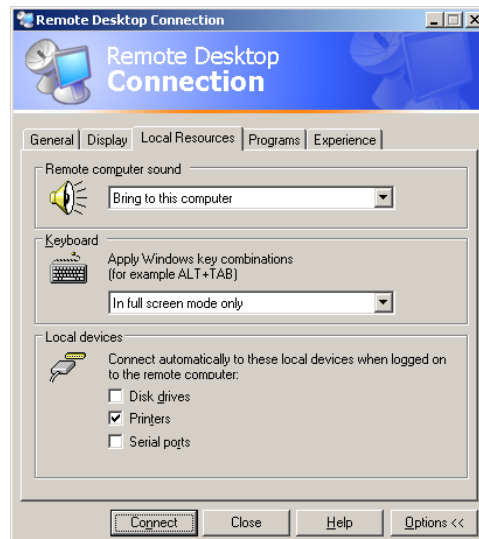 Remote Desktop Connection
Remote Desktop
Connection
General Display Local Resources Programs Experience
Remote computer sound
Bring to this computer
Keyboard
Apply Windows key combinations
(for example ALT+TAB)
In full screen mode only
Local devices
Connect automatically to these local devices when logged on
to the remote computer:
Disk drives
Printers
Serial ports
Connect Close Help Options <<